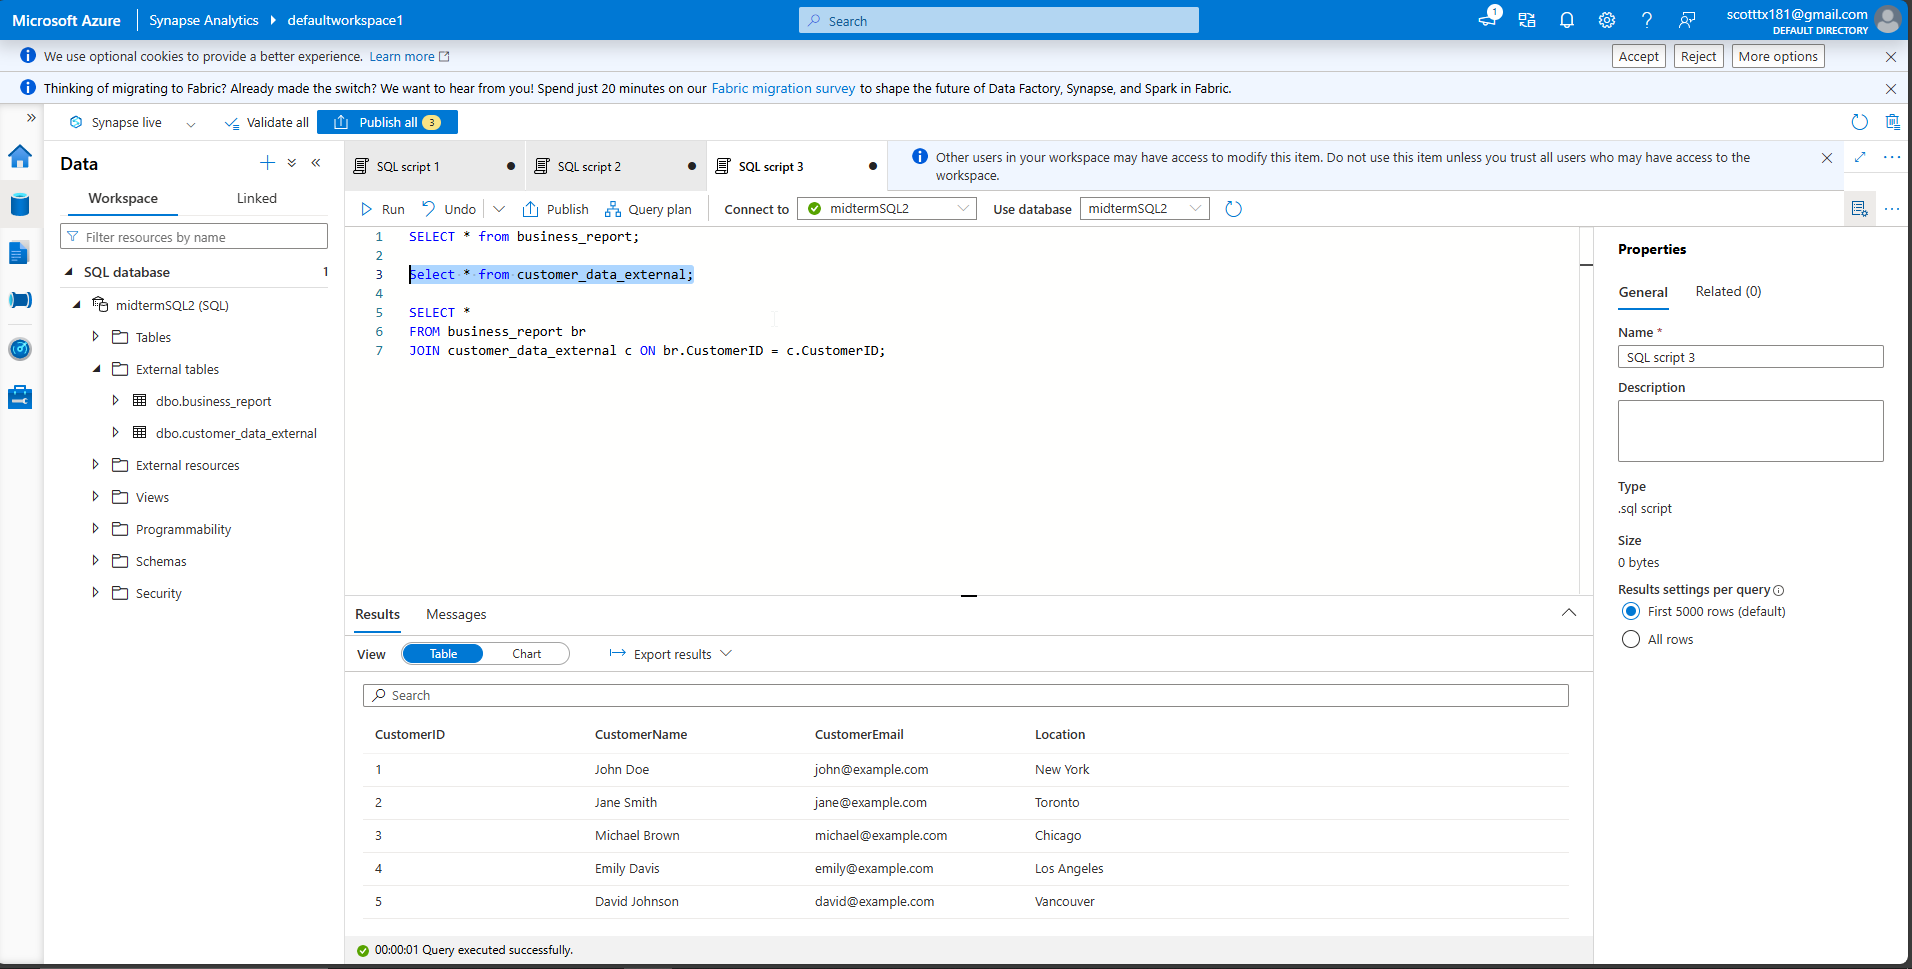 Microsoft Azure Synapse Analytics defaultworkspace1 Search 1 scotttx181@gmail.com
DEFAULT DIRECTORY
We use optional cookies to provide a better experience. Learn more Accept Reject More options
Thinking of migrating to Fabric? Already made the switch? We want to hear from you! Spend just 20 minutes on our Fabric migration survey to shape the future of Data Factory, Synapse, and Spark in Fabric.
Synapse live Validate all Publish all 3
Data
Workspace Linked
Filter resources by name
SQL database 1
midtermSQL2 (SQL)
Tables
External tables
dbo.business_report
dbo.customer_data_external
External resources
Views
Programmability
Schemas
Security
SQL script 1 SQL script 2 SQL script 3
Other users in your workspace may have access to modify this item. Do not use this item unless you trust all users who may have access to the
workspace.
Run Undo Publish Query plan Connect to midtermSQL2 Use database midtermSQL2
1 SELECT * from business_report;
2
3 Select * from customer_data_external;
4
5 SELECT *
6 FROM business_report br
7 JOIN customer_data_external c ON br.CustomerID = c.CustomerID;
Results Messages
View Table Chart Export results
Search
CustomerID CustomerName CustomerEmail Location
1 John Doe john@example.com New York
2 Jane Smith jane@example.com Toronto
3 Michael Brown michael@example.com Chicago
4 Emily Davis emily@example.com Los Angeles
5 David Johnson david@example.com Vancouver
00:00:01 Query executed successfully.
Properties
General Related (0)
Name *
SQL script 3
Description
Type
.sql script
Size
0 bytes
Results settings per query
First 5000 rows (default)
All rows